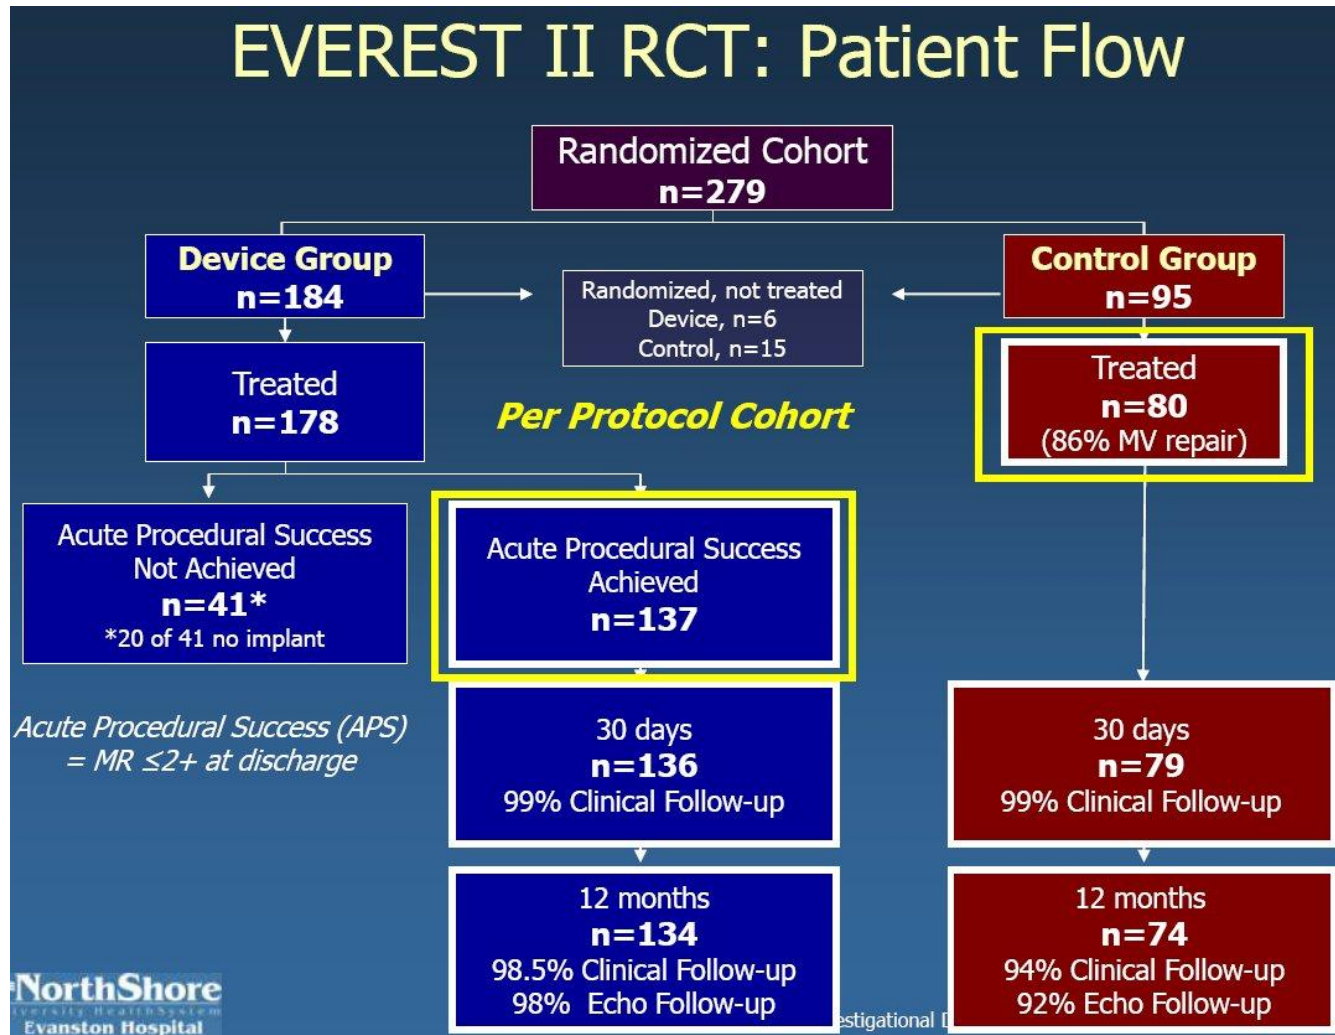 EVEREST II RCT: Patient Flow
Randomized Cohort
n=279
Device Group
n=184
Randomized, not treated
Device, n=6
Control, n=15
Control Group
n=95
Treated
n=178
Per Protocol Cohort
Treated
n=80
(86% MV repair)
Acute Procedural Success
Not Achieved
n=41*
*20 of 41 no implant
Acute Procedural Success
Achieved
n=137
Acute Procedural Success (APS)
= MR ≤2+ at discharge
30 days
n=136
99% Clinical Follow-up
30 days
n=79
99% Clinical Follow-up
12 months
n=134
98.5% Clinical Follow-up
98% Echo Follow-up
12 months
n=74
94% Clinical Follow-up
92% Echo Follow-up
NorthShore
HealthSystem
Evanston Hospital